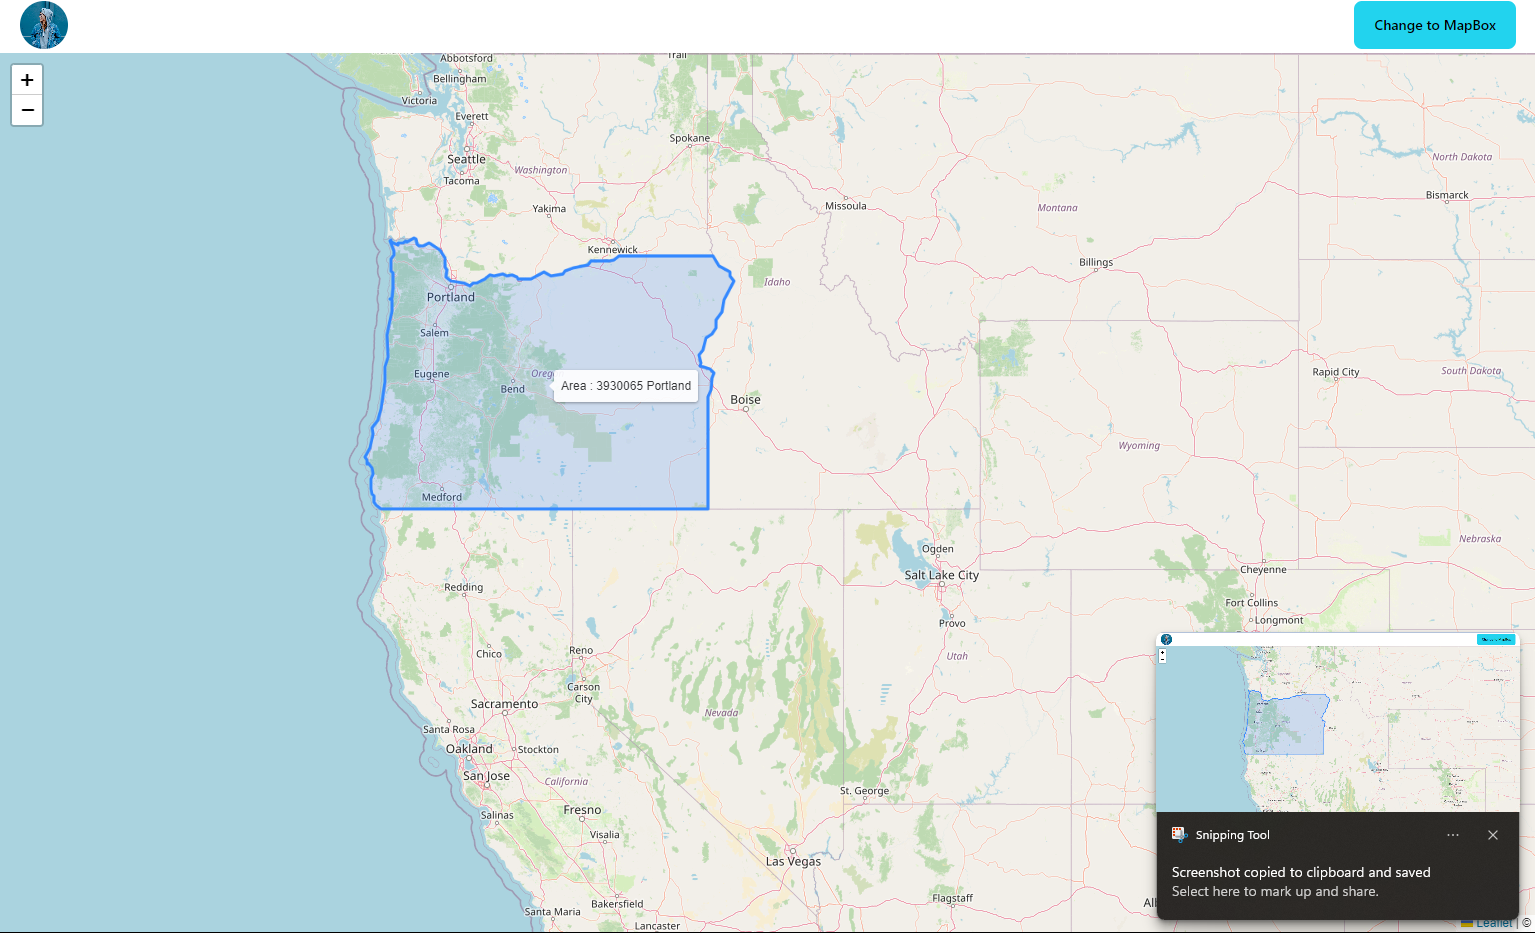 Change to MapBox
+
−
Abbotsford
Trail
Bellingham
Victoria
Everett
Spokane
Seattle
Washington
Tacoma
North Dakota
Bismarck
Yakima
Missoula
Montana
Kennewick
Billings
Idaho
Portland
Salem
Eugene
Oreg
Bend
Area : 3930065 Portland
Rapid City
South Dakota
Boise
Wyoming
Medford
Nebraska
Ogden
Salt Lake City
Cheyenne
Redding
Fort Collins
Longmont
Provo
Chico
Reno
Utah
Carson
City
Sacramento
Nevada
Santa Rosa
Oakland
Stockton
San Jose
California
St. George
Salinas
Fresno
Visalia
Las Vegas
Bakersfield
Flagstaff
Santa Maria
Lancaster
Snipping Tool
Screenshot copied to clipboard and saved
Select here to mark up and share.
Leaflet | ©